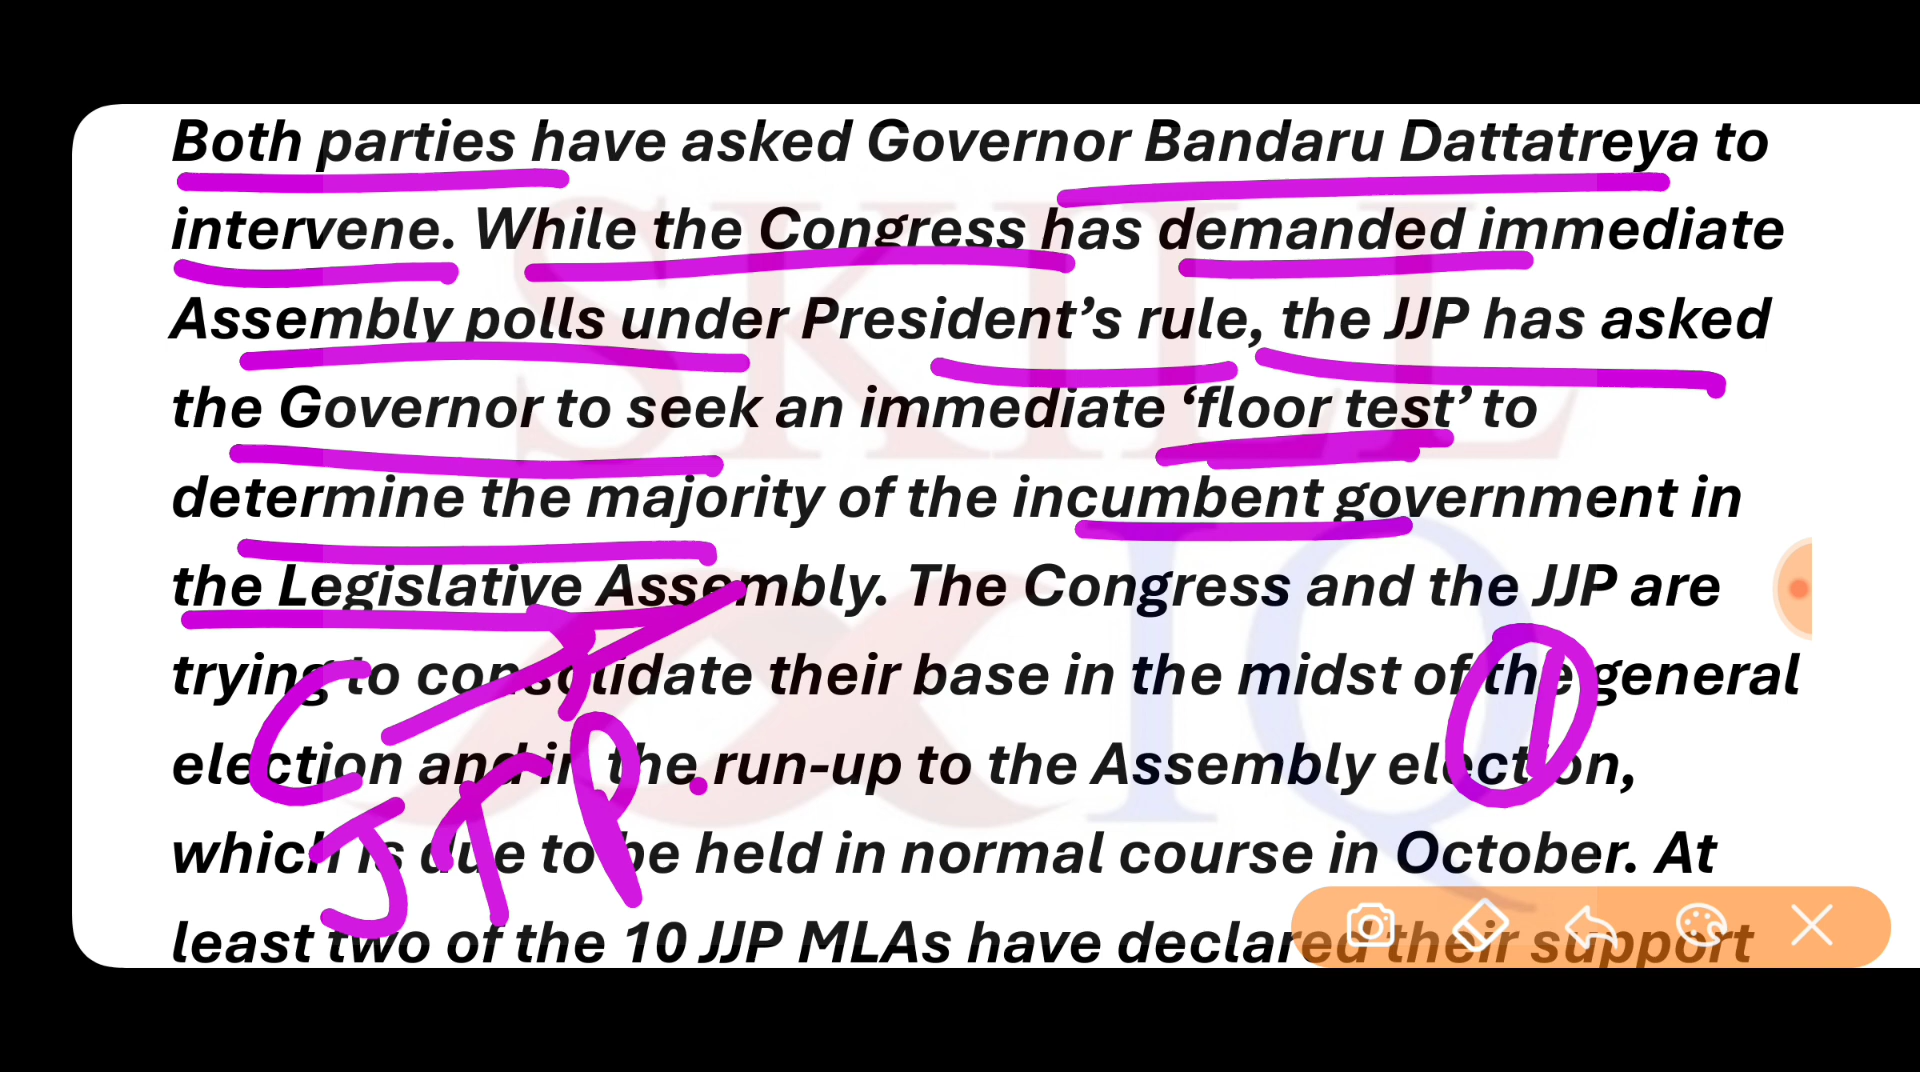 Both parties have asked Governor Bandaru Dattatreya to
intervene. While the Congress has demanded immediate
Assembly polls under President’s rule, the JJP has asked
the Governor to seek an immediate ‘floor test’ to
determine the majority of the incumbent government in
the Legislative Assembly. The Congress and the JJP are
trying to consolidate their base in the midst of the general
election and in the run-up to the Assembly election,
which is due to be held in normal course in October. At
least two of the 10 JJP MLAs have declared their support
SKILL
IQ
C
JJP.